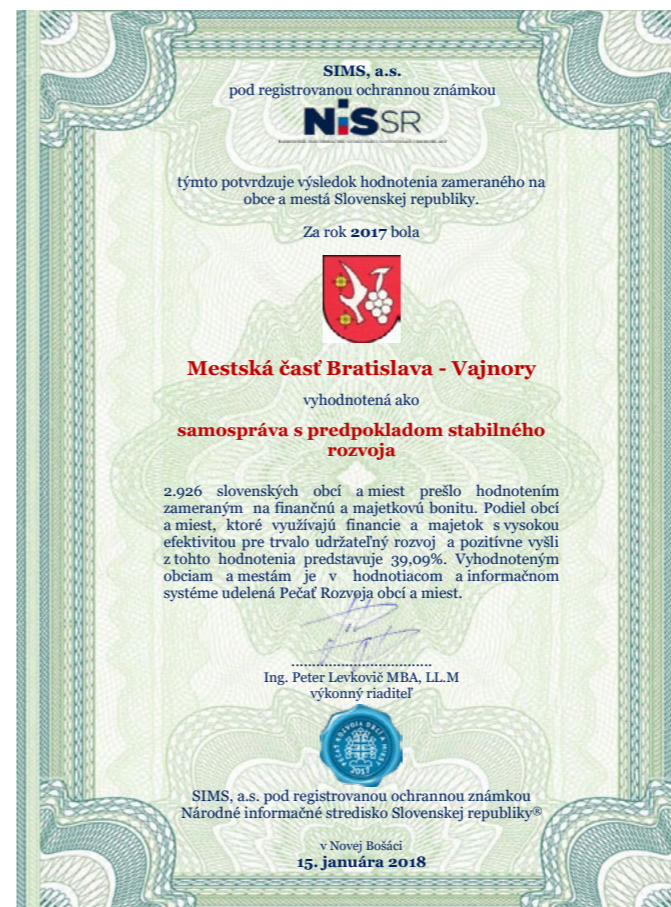 SIMS, a.s.
pod registrovanou ochrannou známkou
NiSSR
týmto potvrdzuje výsledok hodnotenia zameraného na
obce a mestá Slovenskej republiky.
Za rok 2017 bola
Mestská časť Bratislava - Vajnory
vyhodnotená ako
samospráva s predpokladom stabilného
rozvoja
2.926 slovenských obcí a miest prešlo hodnotením
zameraným na finančnú a majetkovú bonitu. Podiel obcí
a miest, ktoré využívajú financie a majetok s vysokou
efektivitou pre trvalo udržateľný rozvoj a pozitívne vyšli
z tohto hodnotenia predstavuje 39,09%. Vyhodnoteným
obciam a mestám je v hodnotiacom a informačnom
systéme udelená Pečať Rozvoja obcí a miest.
....................................
Ing. Peter Levkovič MBA, LL.M
výkonný riaditeľ
PEČAŤ ROZVOJA OBCÍ A MIEST
2017
SIMS, a.s. pod registrovanou ochrannou známkou
Národné informačné stredisko Slovenskej republiky®
v Novej Bošáci
15. januára 2018